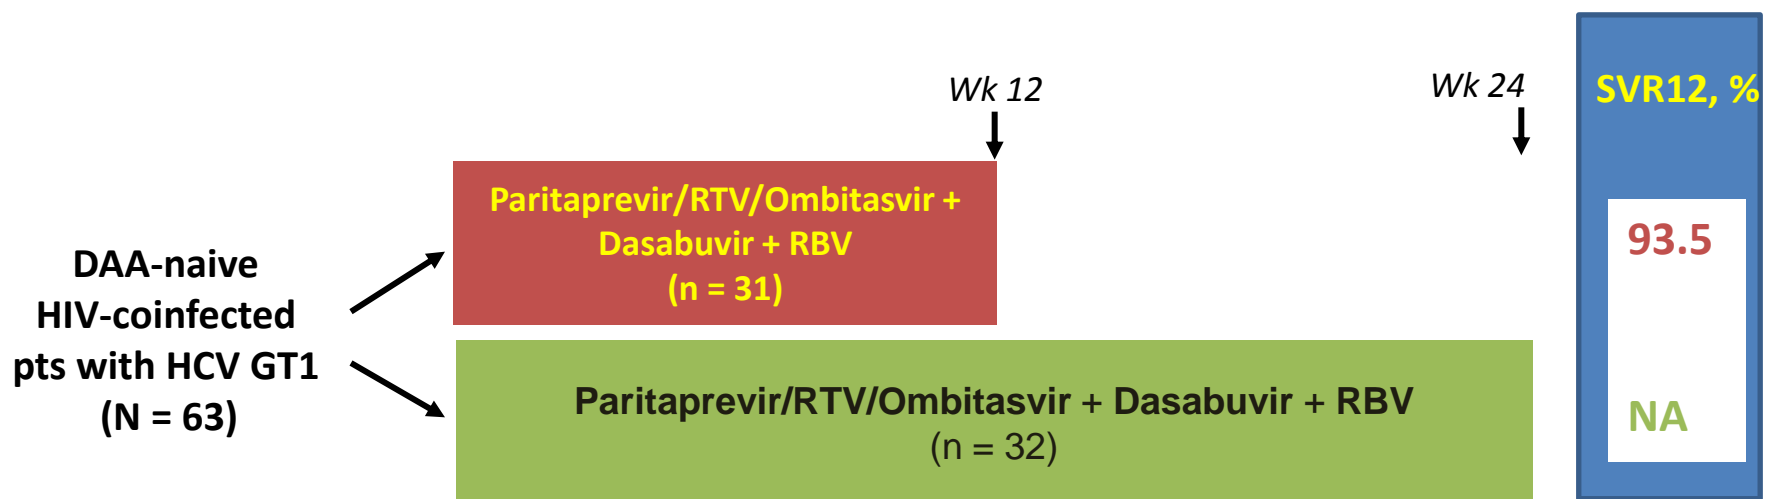 Wk 12
Wk 24
SVR12, %
Paritaprevir/RTV/Ombitasvir +
Dasabuvir + RBV
(n = 31)
93.5
DAA-naive
HIV-coinfected
pts with HCV GT1
(N = 63)
Paritaprevir/RTV/Ombitasvir + Dasabuvir + RBV
(n = 32)
NA